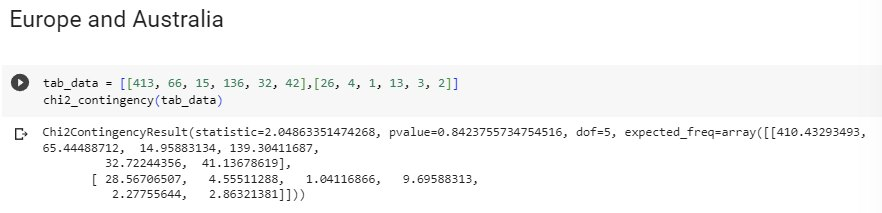 Europe and Australia
tab_data = [[413, 66, 15, 136, 32, 42],[26, 4, 1, 13, 3, 2]]
chi2_contingency(tab_data)
Chi2ContingencyResult(statistic=2.04863351474268, pvalue=0.8423755734754516, dof=5, expected_freq=array([[410.43293493,
65.44488712, 14.95883134, 139.30411687,
32.72244356, 41.13678619],
[ 28.56706507, 4.55511288, 1.04116866, 9.69588313,
2.27755644, 2.86321381]]))